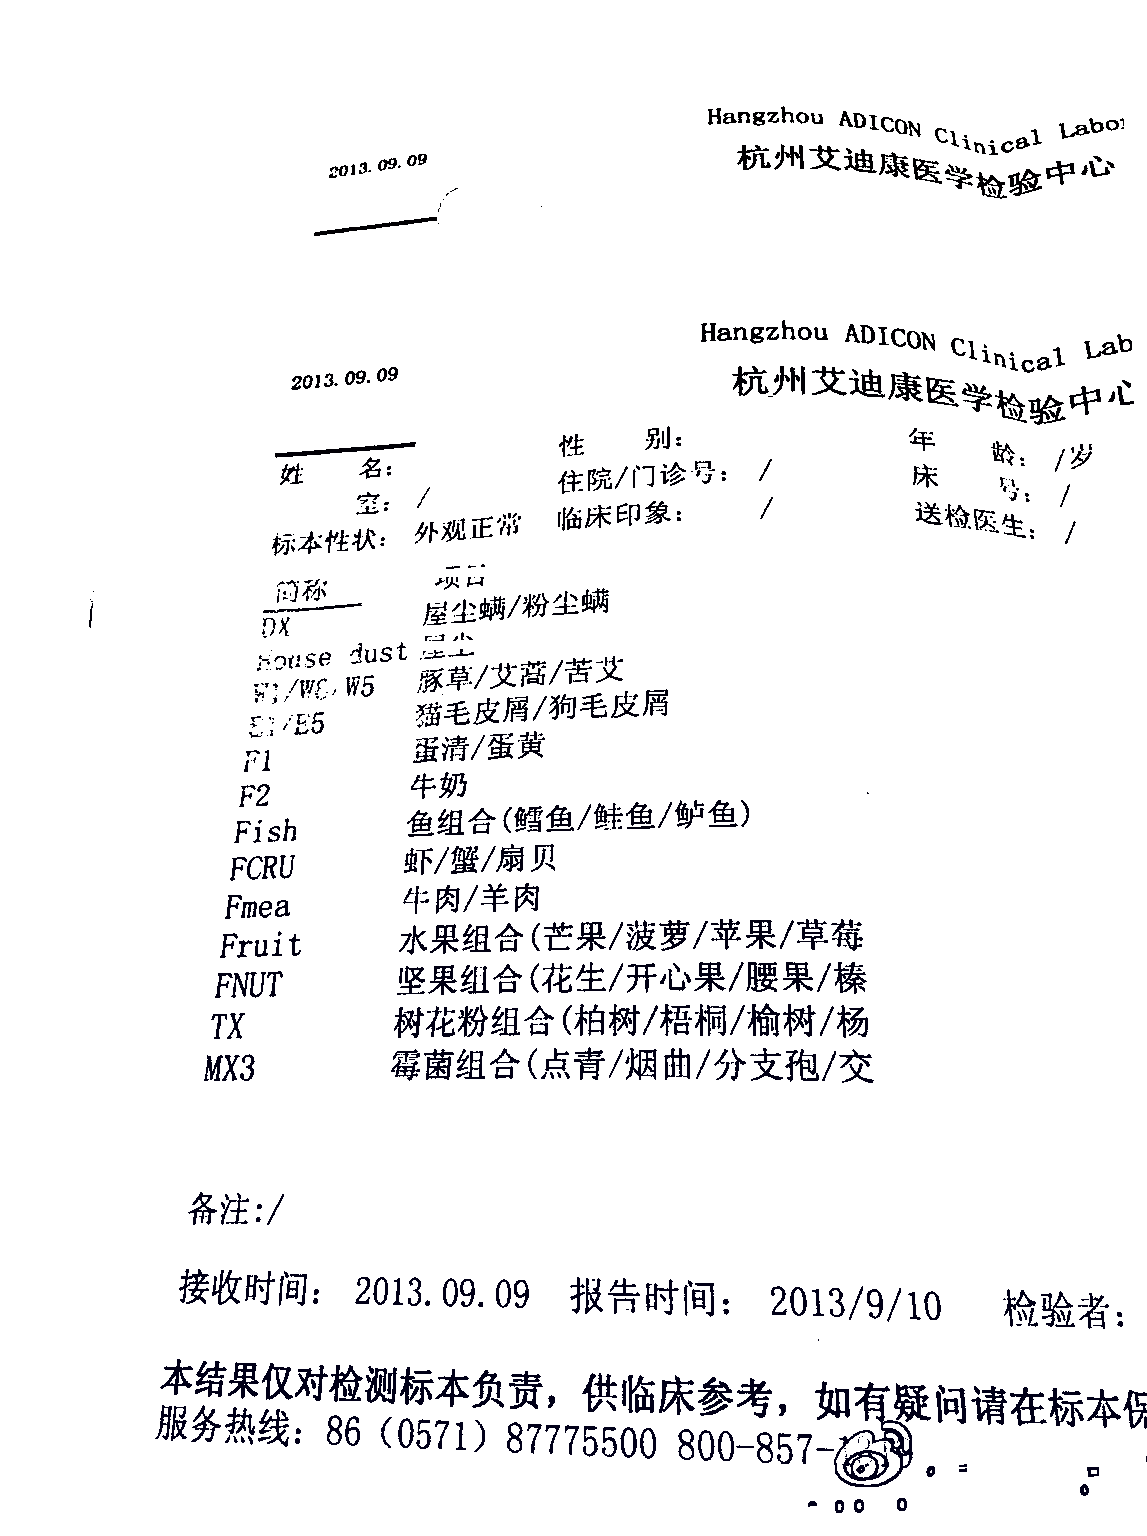 Hangzhou ADICON Clinical
2013.09.09
杭州艾迪康医学检验中心
Hangzhou ADICON Clinical Lab
2013.09.09
杭州艾迪康医学检验中
姓 名: 性 别: 年 龄: /岁
室: / 住院/门诊号: / 床 号: /
标本性状: 外观正常 临床印象: / 送检医生: /
简称 项目
DX 屋尘螨/粉尘螨
House dust 屋尘
W1/W6/W5 豚草/艾蒿/苦艾
E1/E5 猫毛皮屑/狗毛皮屑
F1 蛋清/蛋黄
F2 牛奶
Fish 鱼组合(鳕鱼/鲑鱼/鲈鱼)
FCRU 虾/蟹/扇贝
Fmea 牛肉/羊肉
Fruit 水果组合(芒果/菠萝/苹果/草莓
FNUT 坚果组合(花生/开心果/腰果/榛
TX 树花粉组合(柏树/梧桐/榆树/杨
MX3 霉菌组合(点青/烟曲/分支孢/交
备注:/
接收时间: 2013.09.09 报告时间: 2013/9/10 检验者:
本结果仅对检测标本负责，供临床参考，如有疑问请在标本保
服务热线: 86 (0571) 87775500 800-857-